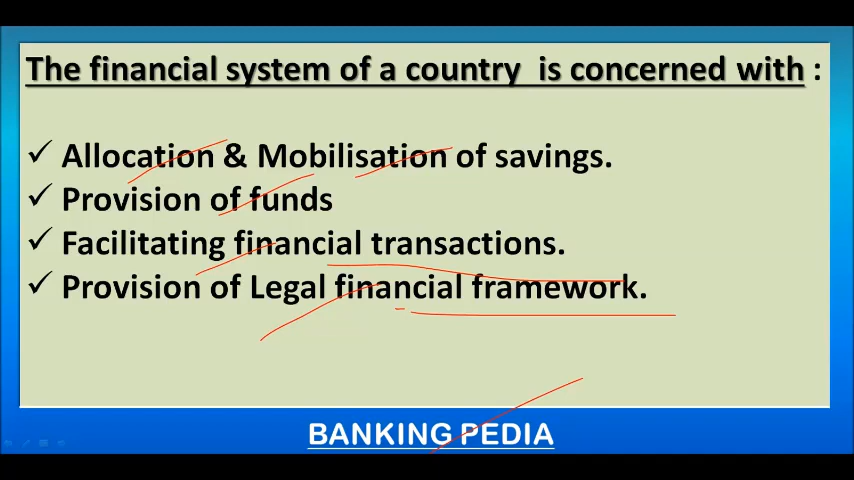 The financial system of a country is concerned with :
✓ Allocation & Mobilisation of savings.
✓ Provision of funds
✓ Facilitating financial transactions.
✓ Provision of Legal financial framework.
BANKING PEDIA